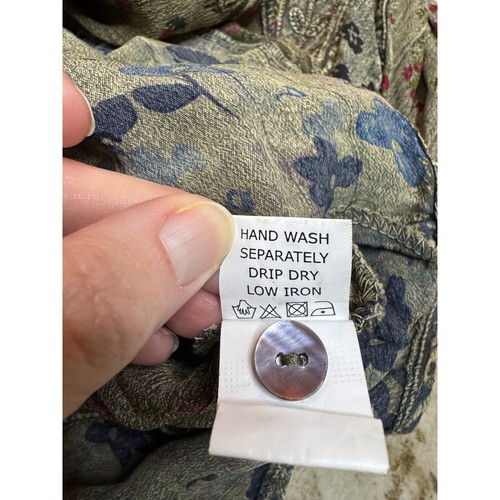 HAND WASH
SEPARATELY
DRIP DRY
LOW IRON